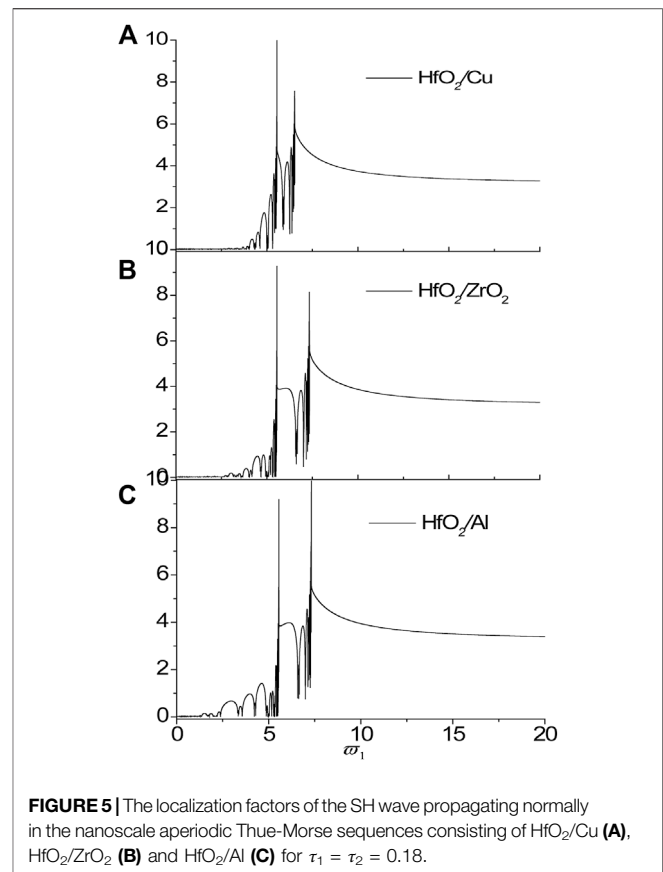 A
10
8
6
4
2
HfO2/Cu
10
B
8
6
4
2
HfO2/ZrO2
10
C
8
6
4
2
0
HfO2/Al
0 5 10 15 20
ϖ1
FIGURE 5 | The localization factors of the SH wave propagating normally
in the nanoscale aperiodic Thue-Morse sequences consisting of HfO2/Cu (A),
HfO2/ZrO2 (B) and HfO2/Al (C) for τ1 = τ2 = 0.18.